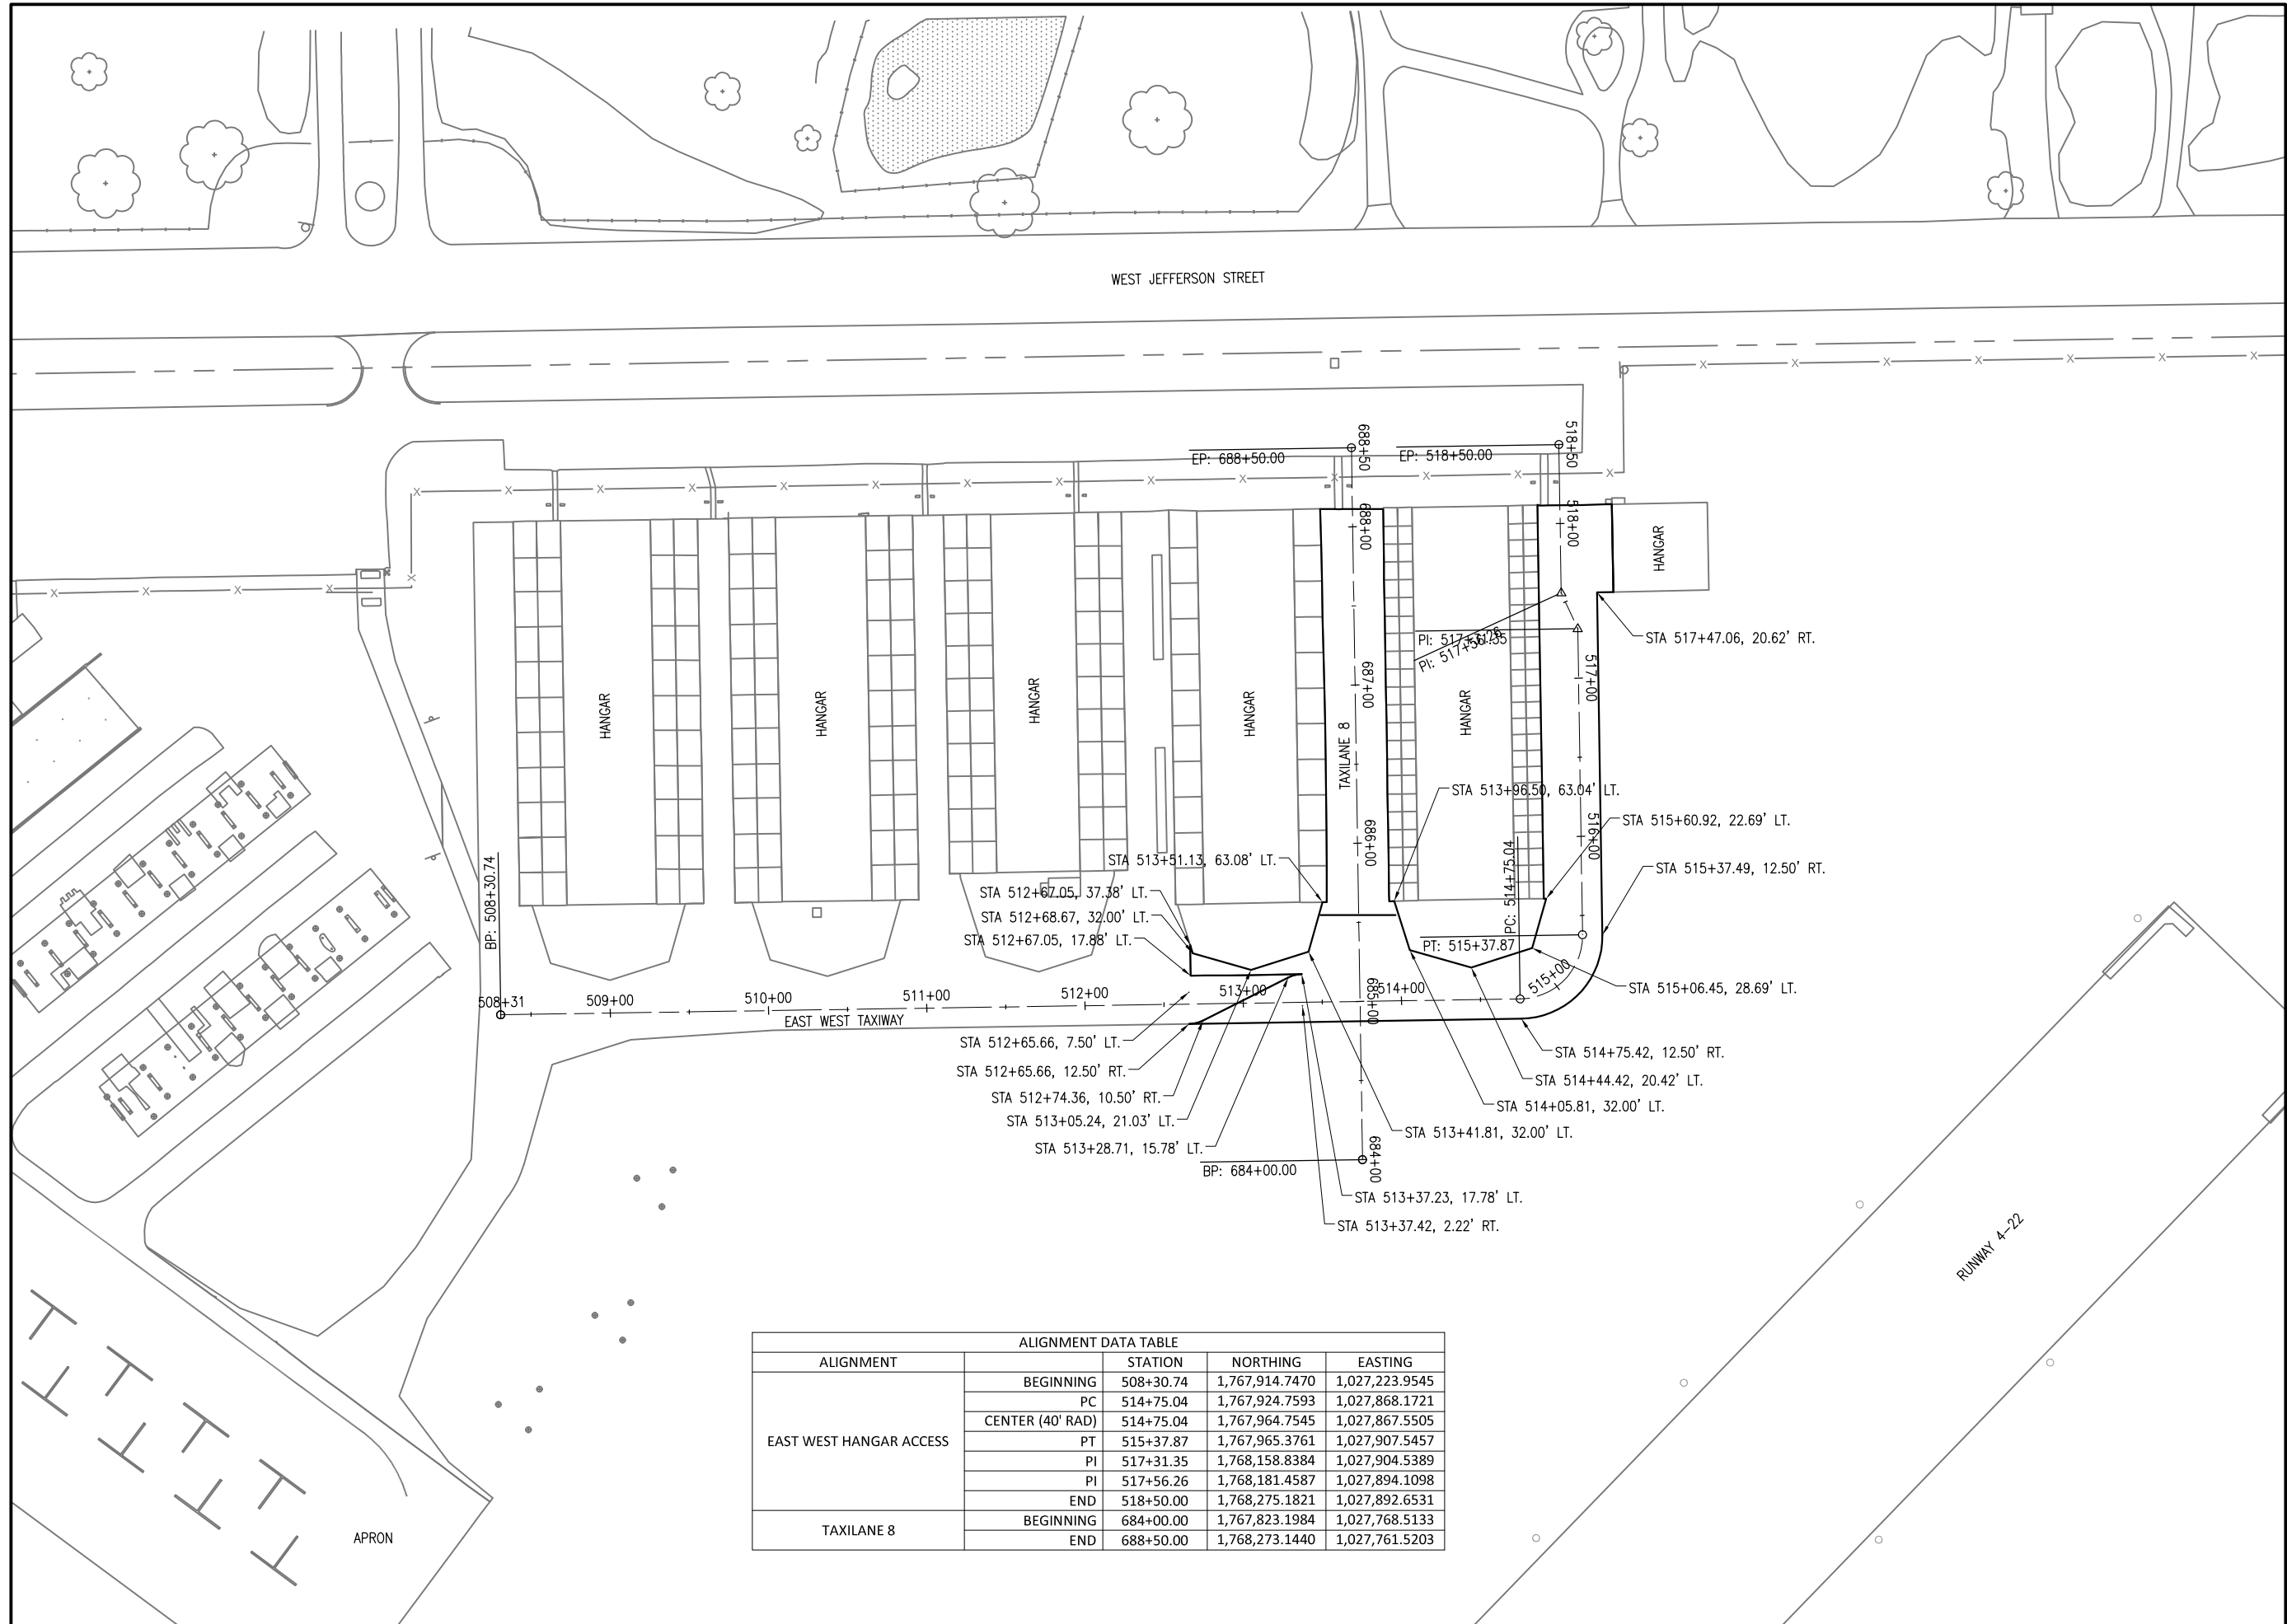 WEST JEFFERSON STREET
EP: 688+50.00
688+50
EP: 518+50.00
518+50
688+00
518+00
HANGAR
PI: 517+31.35
PI: 517+56.26
STA 517+47.06, 20.62' RT.
517+00
687+00
HANGAR
HANGAR
HANGAR
HANGAR
HANGAR
TAXILANE 8
STA 513+96.50, 63.04' LT.
STA 515+60.92, 22.69' LT.
516+00
686+00
PC: 514+75.04
STA 513+51.13, 63.08' LT.
STA 515+37.49, 12.50' RT.
BP: 508+30.74
STA 512+67.05, 37.38' LT.
STA 512+68.67, 32.00' LT.
STA 512+67.05, 17.88' LT.
PT: 515+37.87
515+00
STA 515+06.45, 28.69' LT.
508+31
509+00
510+00
511+00
512+00
513+00
514+00
685+00
EAST WEST TAXIWAY
STA 512+65.66, 7.50' LT.
STA 514+75.42, 12.50' RT.
STA 512+65.66, 12.50' RT.
STA 514+44.42, 20.42' LT.
STA 512+74.36, 10.50' RT.
STA 514+05.81, 32.00' LT.
STA 513+05.24, 21.03' LT.
STA 513+41.81, 32.00' LT.
STA 513+28.71, 15.78' LT.
684+00
BP: 684+00.00
STA 513+37.23, 17.78' LT.
STA 513+37.42, 2.22' RT.
RUNWAY 4-22
APRON
ALIGNMENT DATA TABLE
ALIGNMENT STATION NORTHING EASTING
EAST WEST HANGAR ACCESS
BEGINNING 508+30.74 1,767,914.7470 1,027,223.9545
PC 514+75.04 1,767,924.7593 1,027,868.1721
CENTER (40' RAD) 514+75.04 1,767,964.7545 1,027,867.5505
PT 515+37.87 1,767,965.3761 1,027,907.5457
PI 517+31.35 1,768,158.8384 1,027,904.5389
PI 517+56.26 1,768,181.4587 1,027,894.1098
END 518+50.00 1,768,275.1821 1,027,892.6531
TAXILANE 8
BEGINNING 684+00.00 1,767,823.1984 1,027,768.5133
END 688+50.00 1,768,273.1440 1,027,761.5203